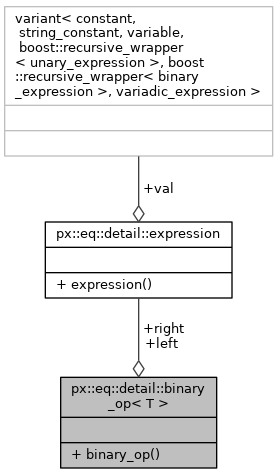 variant< constant,
string_constant, variable,
boost::recursive_wrapper
< unary_expression >, boost
::recursive_wrapper< binary
_expression >, variadic_expression >
+val
px::eq::detail::expression
+ expression()
+right
+left
px::eq::detail::binary
_op< T >
+ binary_op()